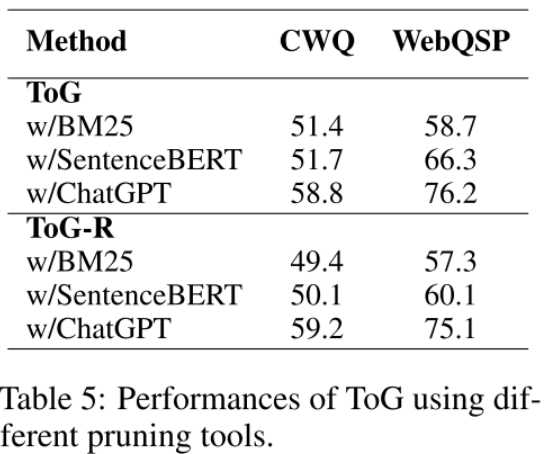 Method CWQ WebQSP
ToG
w/BM25 51.4 58.7
w/SentenceBERT 51.7 66.3
w/ChatGPT 58.8 76.2
ToG-R
w/BM25 49.4 57.3
w/SentenceBERT 50.1 60.1
w/ChatGPT 59.2 75.1
Table 5: Performances of ToG using dif-
ferent pruning tools.